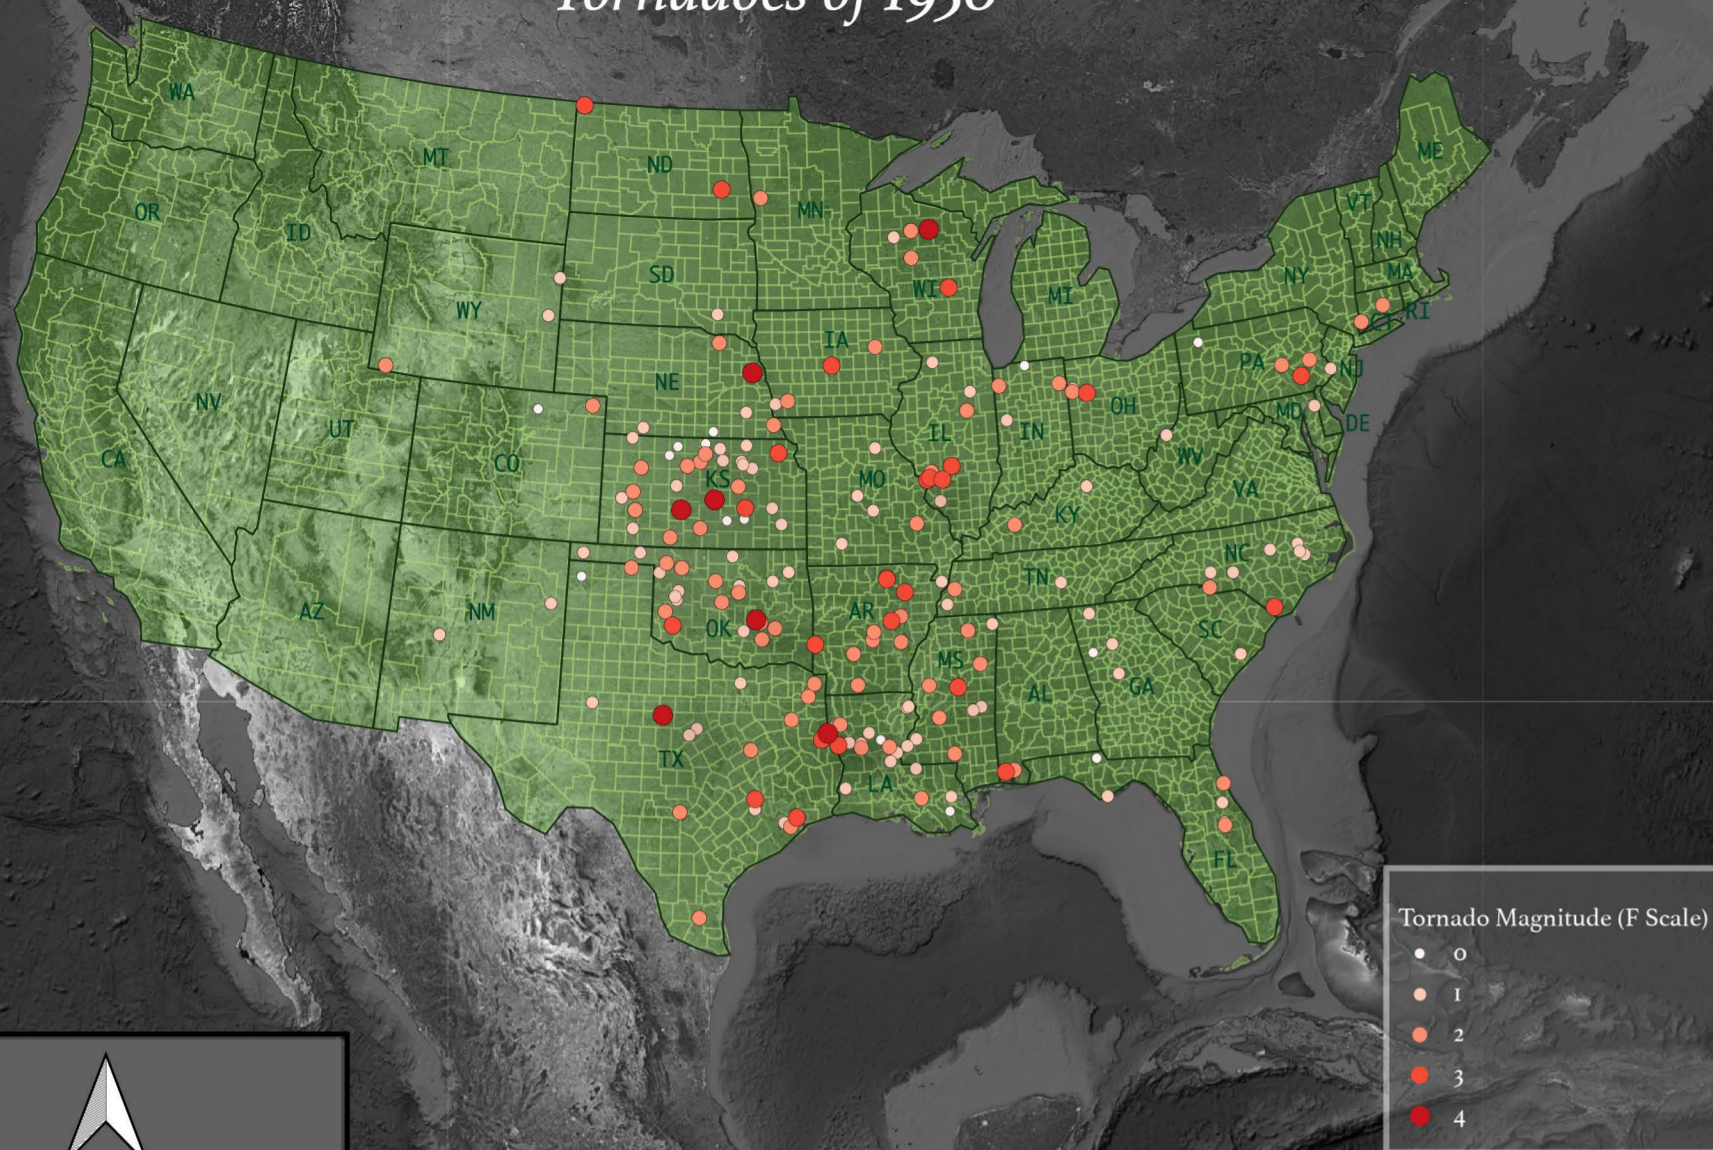 Tornadoes of 1950
WA
MT
ND
ME
OR
ID
MN
VT
NH
SD
WI
MI
NY
MA
WY
CT
RI
IA
NE
PA
NJ
NV
UT
OH
MD
DE
CA
CO
IL
IN
WV
KS
MO
KY
VA
NC
TN
AZ
NM
OK
AR
SC
MS
AL
GA
TX
LA
FL
Tornado Magnitude (F Scale)
0
1
2
3
4